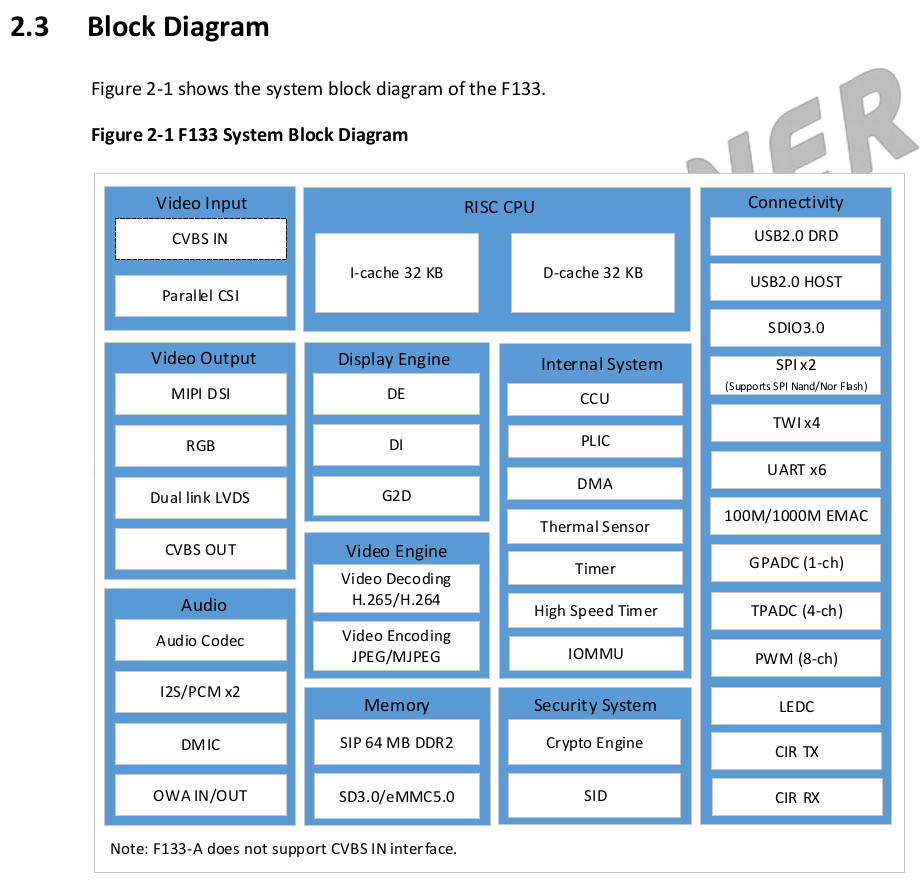 2.3 Block Diagram
Figure 2-1 shows the system block diagram of the F133.
Figure 2-1 F133 System Block Diagram
Video Input
CVBS IN
Parallel CSI
RISC CPU
I-cache 32 KB
D-cache 32 KB
Video Output
MIPI DSI
RGB
Dual link LVDS
CVBS OUT
Display Engine
DE
DI
G2D
Video Engine
Video Decoding
H.265/H.264
Video Encoding
JPEG/MJPEG
Internal System
CCU
PLIC
DMA
Thermal Sensor
Timer
High Speed Timer
IOMMU
Audio
Audio Codec
I2S/PCM x2
DMIC
OWA IN/OUT
Memory
SIP 64 MB DDR2
SD3.0/eMMC5.0
Security System
Crypto Engine
SID
Connectivity
USB2.0 DRD
USB2.0 HOST
SDIO3.0
SPI x2
(Supports SPI Nand/Nor Flash)
TWI x4
UART x6
100M/1000M EMAC
GPADC (1-ch)
TPADC (4-ch)
PWM (8-ch)
LEDC
CIR TX
CIR RX
Note: F133-A does not support CVBS IN interface.